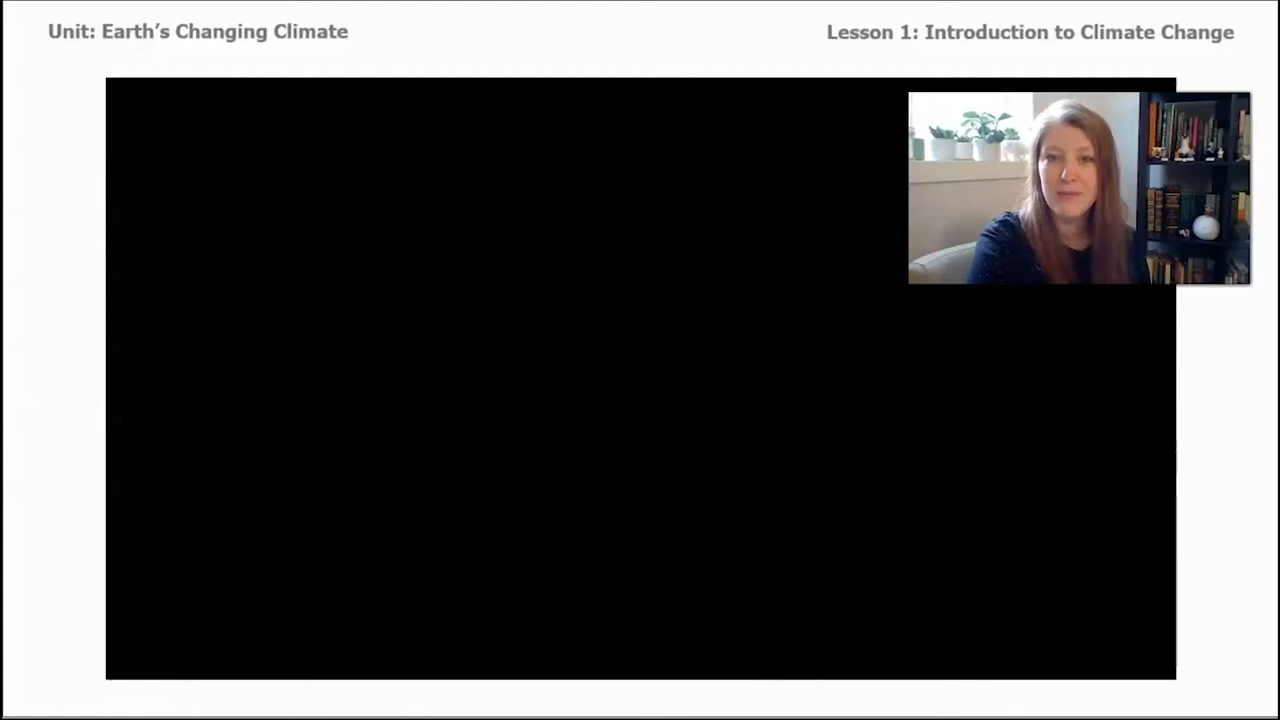 Unit: Earth’s Changing Climate
Lesson 1: Introduction to Climate Change